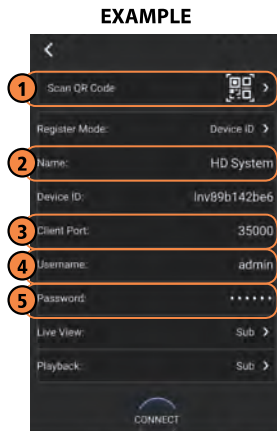 EXAMPLE
1 Scan QR Code
Register Mode: Device ID
2 Name: HD System
Device ID: lnv89b142be6
3 Client Port: 35000
4 Username: admin
5 Password: ••••••
Live View: Sub
Playback: Sub
CONNECT